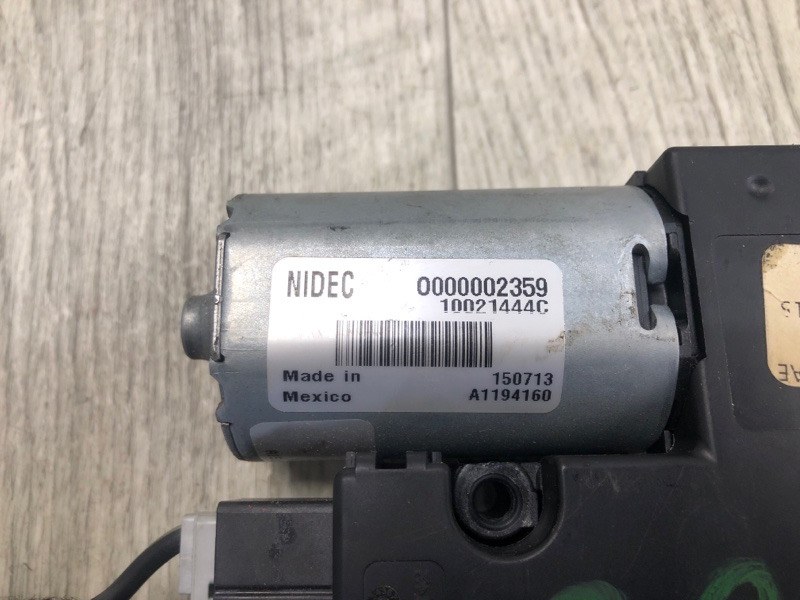 NIDEC 0000002359
10021444C
Made in 150713
Mexico A1194160